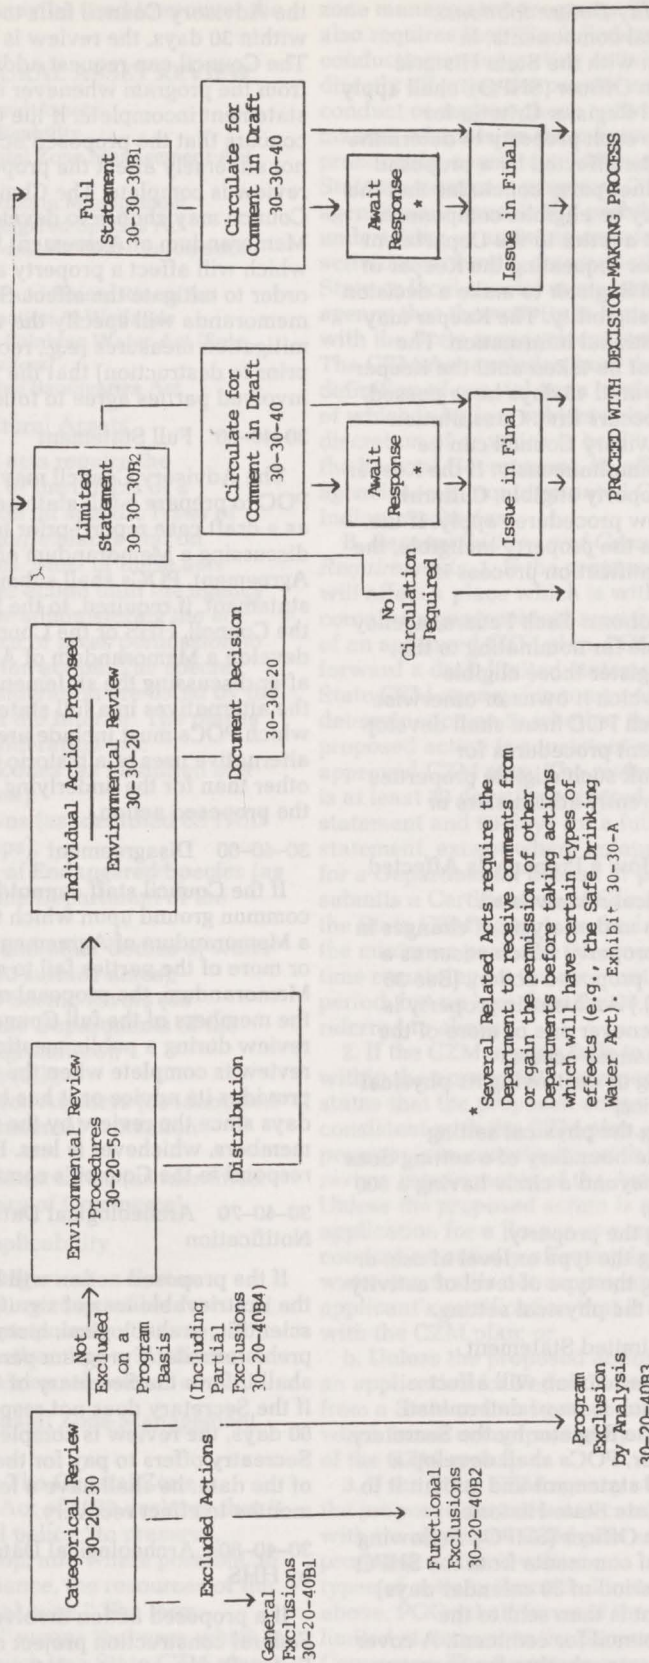 Categorical Review
30-20-30
Excluded Actions
General
Exclusions
30-20-40B1
Functional
Exclusions
30-20-40B2
Program
Exclusion
by Analysis
30-20-40B3
Not
Excluded
on a
Program
Basis
(Including
Partial
Exclusions
30-20-40B4)
Environmental Review
Procedures
30-20-50
Distribution
Individual Action Proposed
Environmental Review
30-30-20
Document Decision
30-30-20
Limited
Statement
30-30-30B2
Circulate for
Comment in Draft
30-30-40
No
Circulation
Required
Await
Response
*
Issue in Final
Full
Statement
30-30-30B1
Circulate for
Comment in Draft
30-30-40
Await
Response
*
Issue in Final
PROCEED WITH DECISION-MAKING PROCESS
* Several Related Acts require the
Department to receive comments from
or gain the permission of other
Departments before taking actions
which will have certain types of
effects (e.g., the Safe Drinking
Water Act). Exhibit 30-30-A